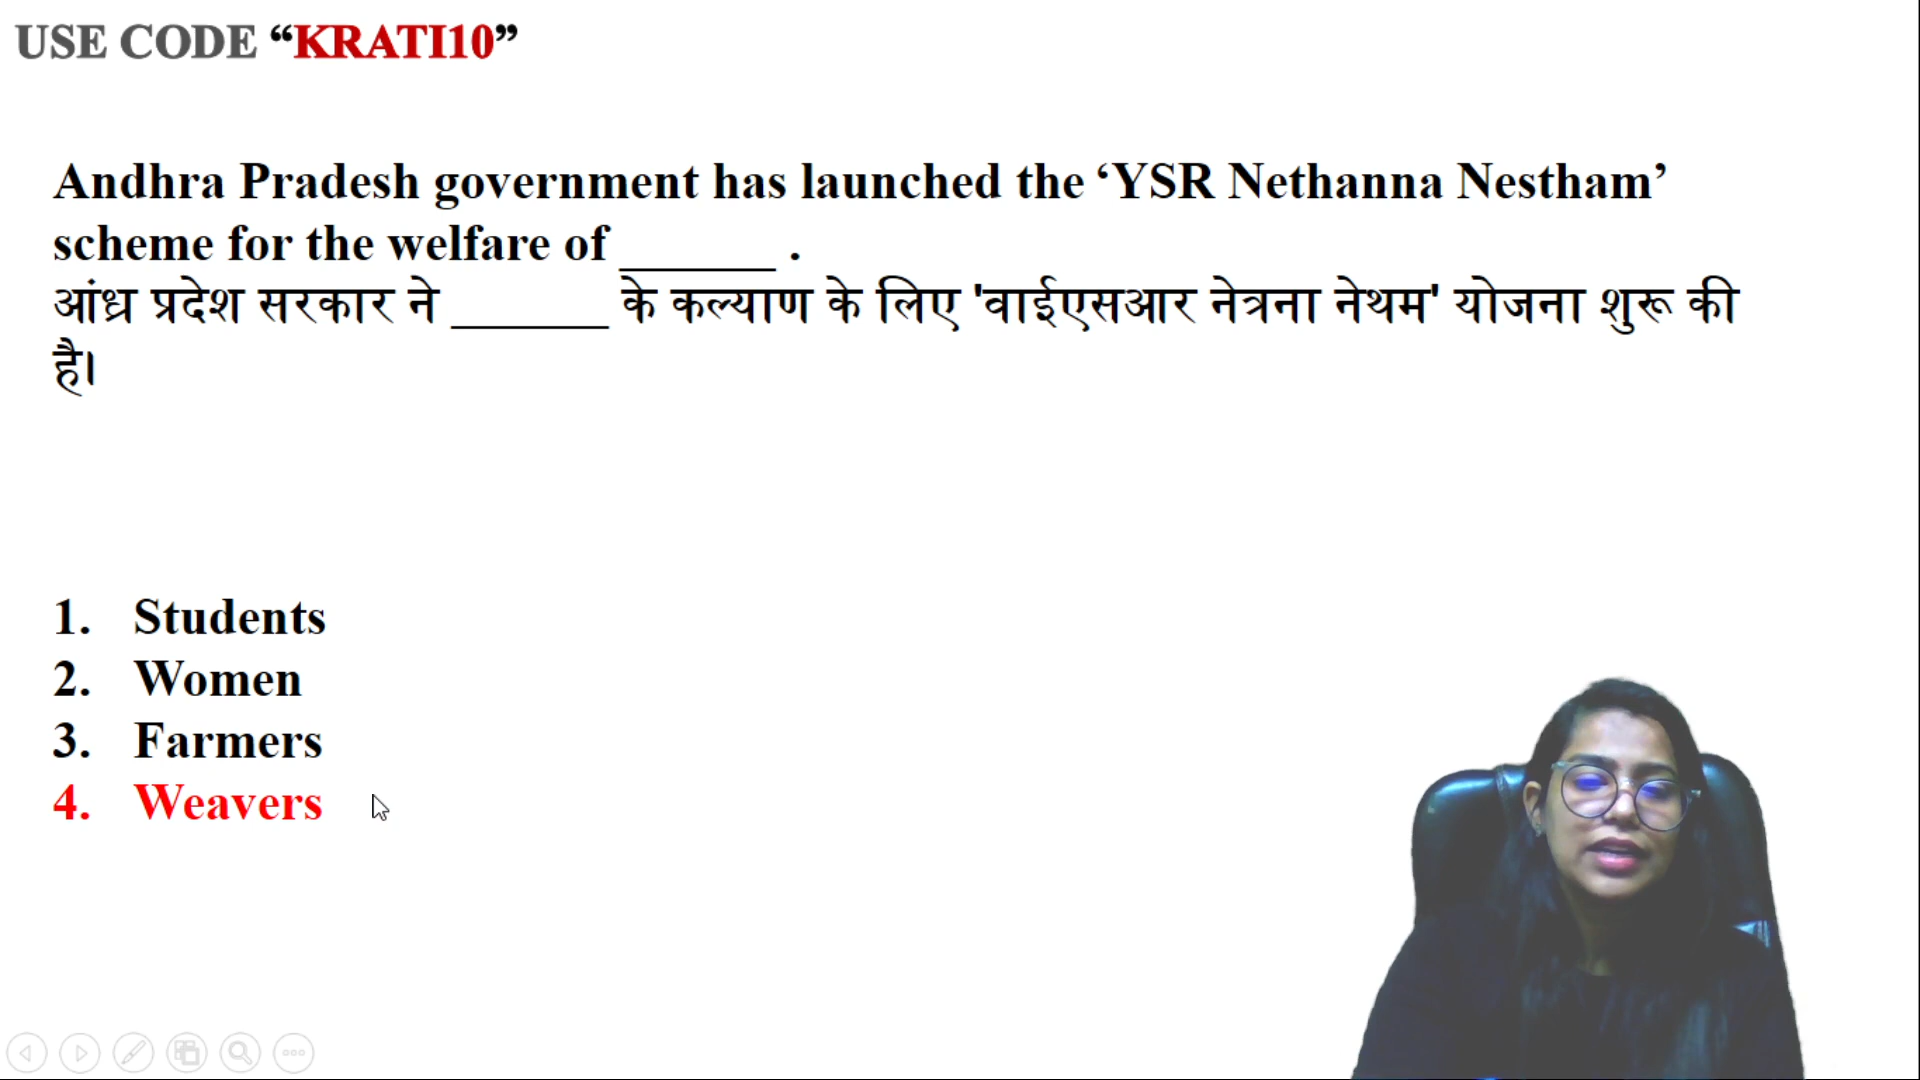 USE CODE “KRATI10”
Andhra Pradesh government has launched the ‘YSR Nethanna Nestham’
scheme for the welfare of ______ .
आंध्र प्रदेश सरकार ने ______ के कल्याण के लिए 'वाईएसआर नेत्रना नेथम' योजना शुरू की
है।
1. Students
2. Women
3. Farmers
4. Weavers